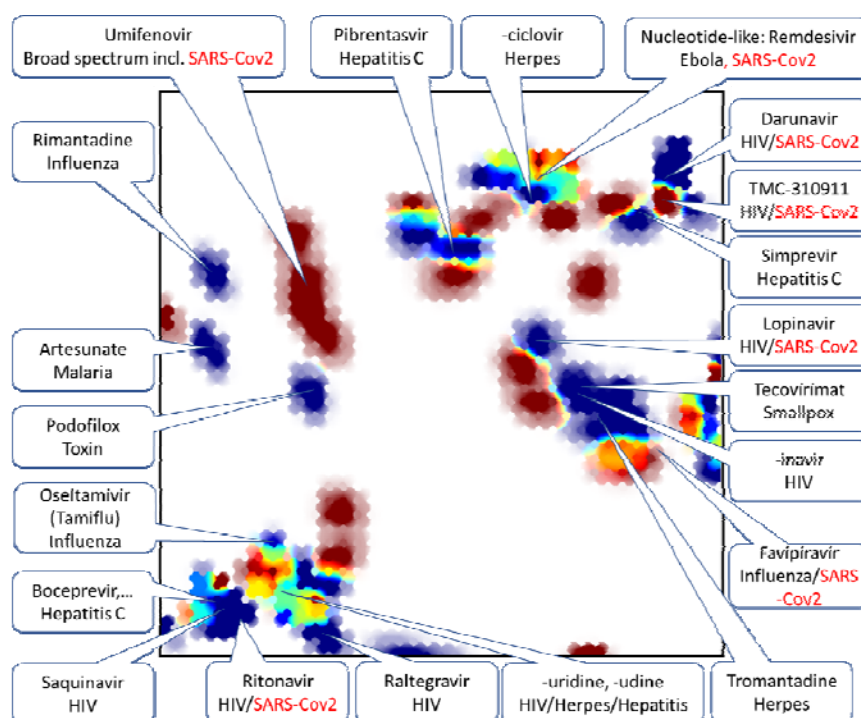 Umifenovir
Broad spectrum incl. SARS-Cov2
Pibrentasvir
Hepatitis C
-ciclovir
Herpes
Nucleotide-like: Remdesivir
Ebola, SARS-Cov2
Rimantadine
Influenza
Darunavir
HIV/SARS-Cov2
TMC-310911
HIV/SARS-Cov2
Simprevir
Hepatitis C
Artesunate
Malaria
Lopinavir
HIV/SARS-Cov2
Podofilox
Toxin
Tecovirimat
Smallpox
-inavir
HIV
Oseltamivir
(Tamiflu)
Influenza
Favipiravir
Influenza/SARS
-Cov2
Boceprevir,...
Hepatitis C
Saquinavir
HIV
Ritonavir
HIV/SARS-Cov2
Raltegravir
HIV
-uridine, -udine
HIV/Herpes/Hepatitis
Tromantadine
Herpes